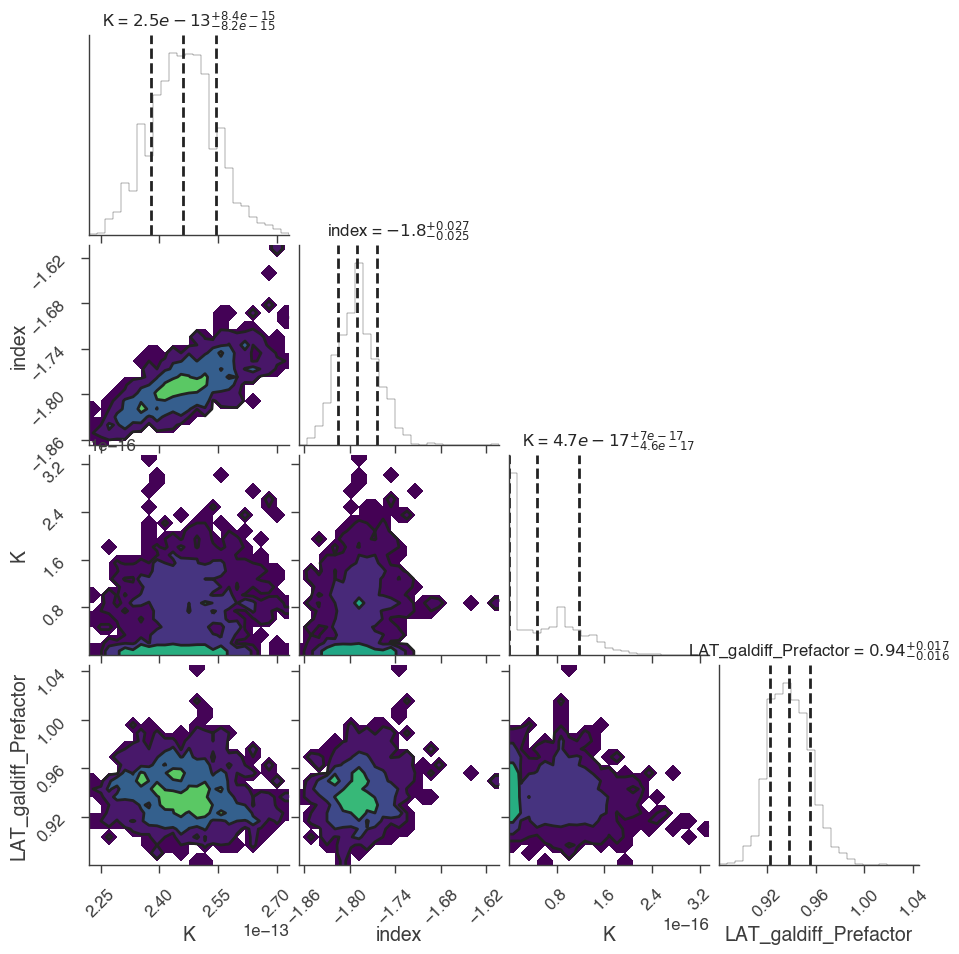 K = 2.5e−13 +8.4e−15 −8.2e−15
index = −1.8 +0.027 −0.025
−1.62
−1.68
−1.74
−1.80
−1.86
index
K = 4.7e−17 +7e−17 −4.6e−17
3.2
2.4
1.6
0.8
K
LAT_galdiff_Prefactor = 0.94 +0.017 −0.016
1.04
1.00
0.96
0.92
LAT_galdiff_Prefactor
2.25 2.40 2.55 2.70
1e−13
K
−1.86 −1.80 −1.74 −1.68 −1.62
index
0.8 1.6 2.4 3.2
1e−16
K
0.92 0.96 1.00 1.04
LAT_galdiff_Prefactor